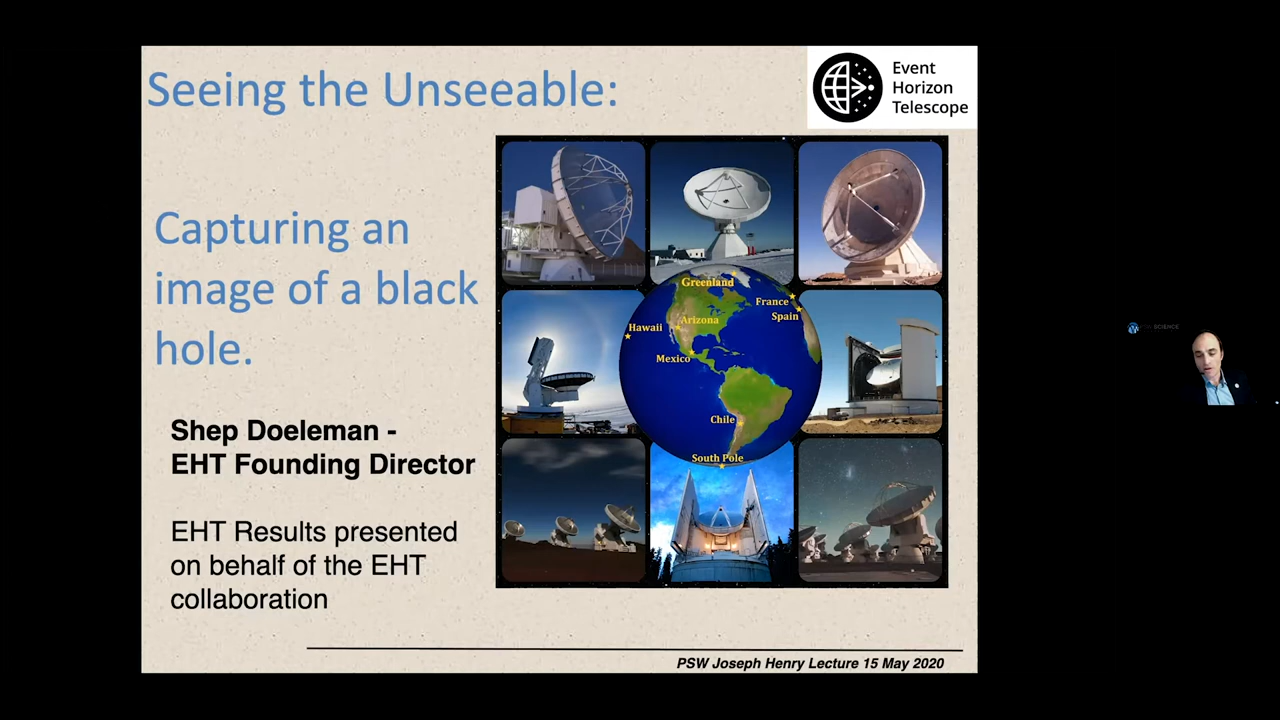 Seeing the Unseeable:
Event
Horizon
Telescope
Capturing an
image of a black
hole.
Shep Doeleman -
EHT Founding Director
EHT Results presented
on behalf of the EHT
collaboration
Greenland
France
Spain
Hawaii
Arizona
Mexico
Chile
South Pole
PSW Joseph Henry Lecture 15 May 2020
SCIENCE